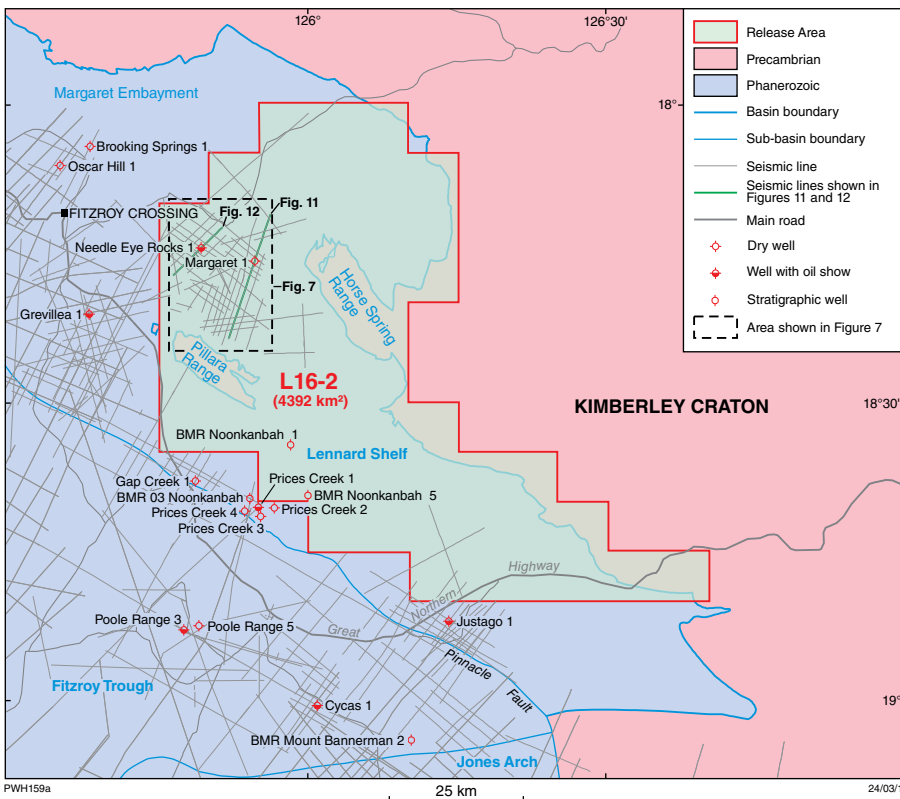 126°
126°30'
Release Area
Precambrian
Phanerozoic
Basin boundary
Sub-basin boundary
Seismic line
Seismic lines shown in
Figures 11 and 12
Main road
Dry well
Well with oil show
Stratigraphic well
Area shown in Figure 7
Margaret Embayment
18°
Brooking Springs 1
Oscar Hill 1
FITZROY CROSSING
Fig. 12
Fig. 11
Needle Eye Rocks 1
Margaret 1
Fig. 7
Horse Spring
Range
Grevillea 1
Pillara
Range
L16-2
(4392 km²)
KIMBERLEY CRATON
18°30'
BMR Noonkanbah 1
Lennard Shelf
Gap Creek 1
Prices Creek 1
BMR 03 Noonkanbah
BMR Noonkanbah 5
Prices Creek 4
Prices Creek 2
Prices Creek 3
Great Northern Highway
Poole Range 3
Poole Range 5
Justago 1
Pinnacle Fault
Fitzroy Trough
Cycas 1
19°
BMR Mount Bannerman 2
Jones Arch
PWH159a
25 km
24/03/1